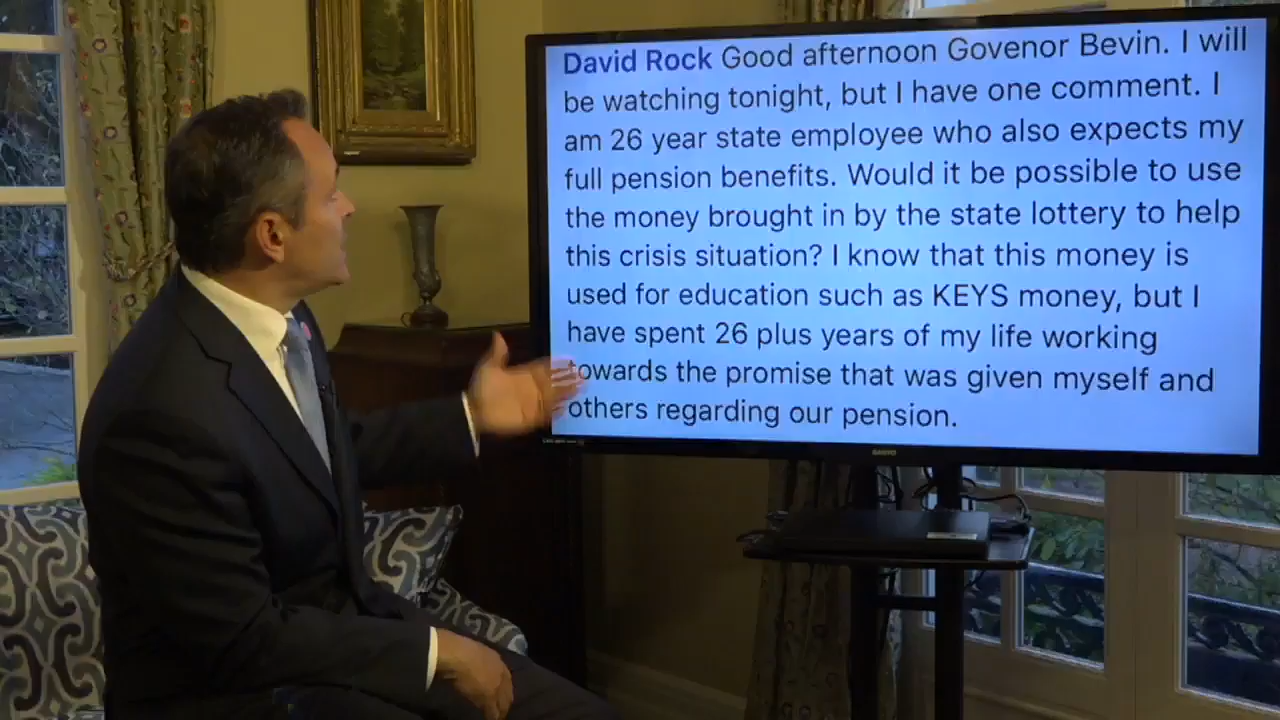 David Rock Good afternoon Govenor Bevin. I will
be watching tonight, but I have one comment. I
am 26 year state employee who also expects my
full pension benefits. Would it be possible to use
the money brought in by the state lottery to help
this crisis situation? I know that this money is
used for education such as KEYS money, but I
have spent 26 plus years of my life working
towards the promise that was given myself and
others regarding our pension.
SANYO